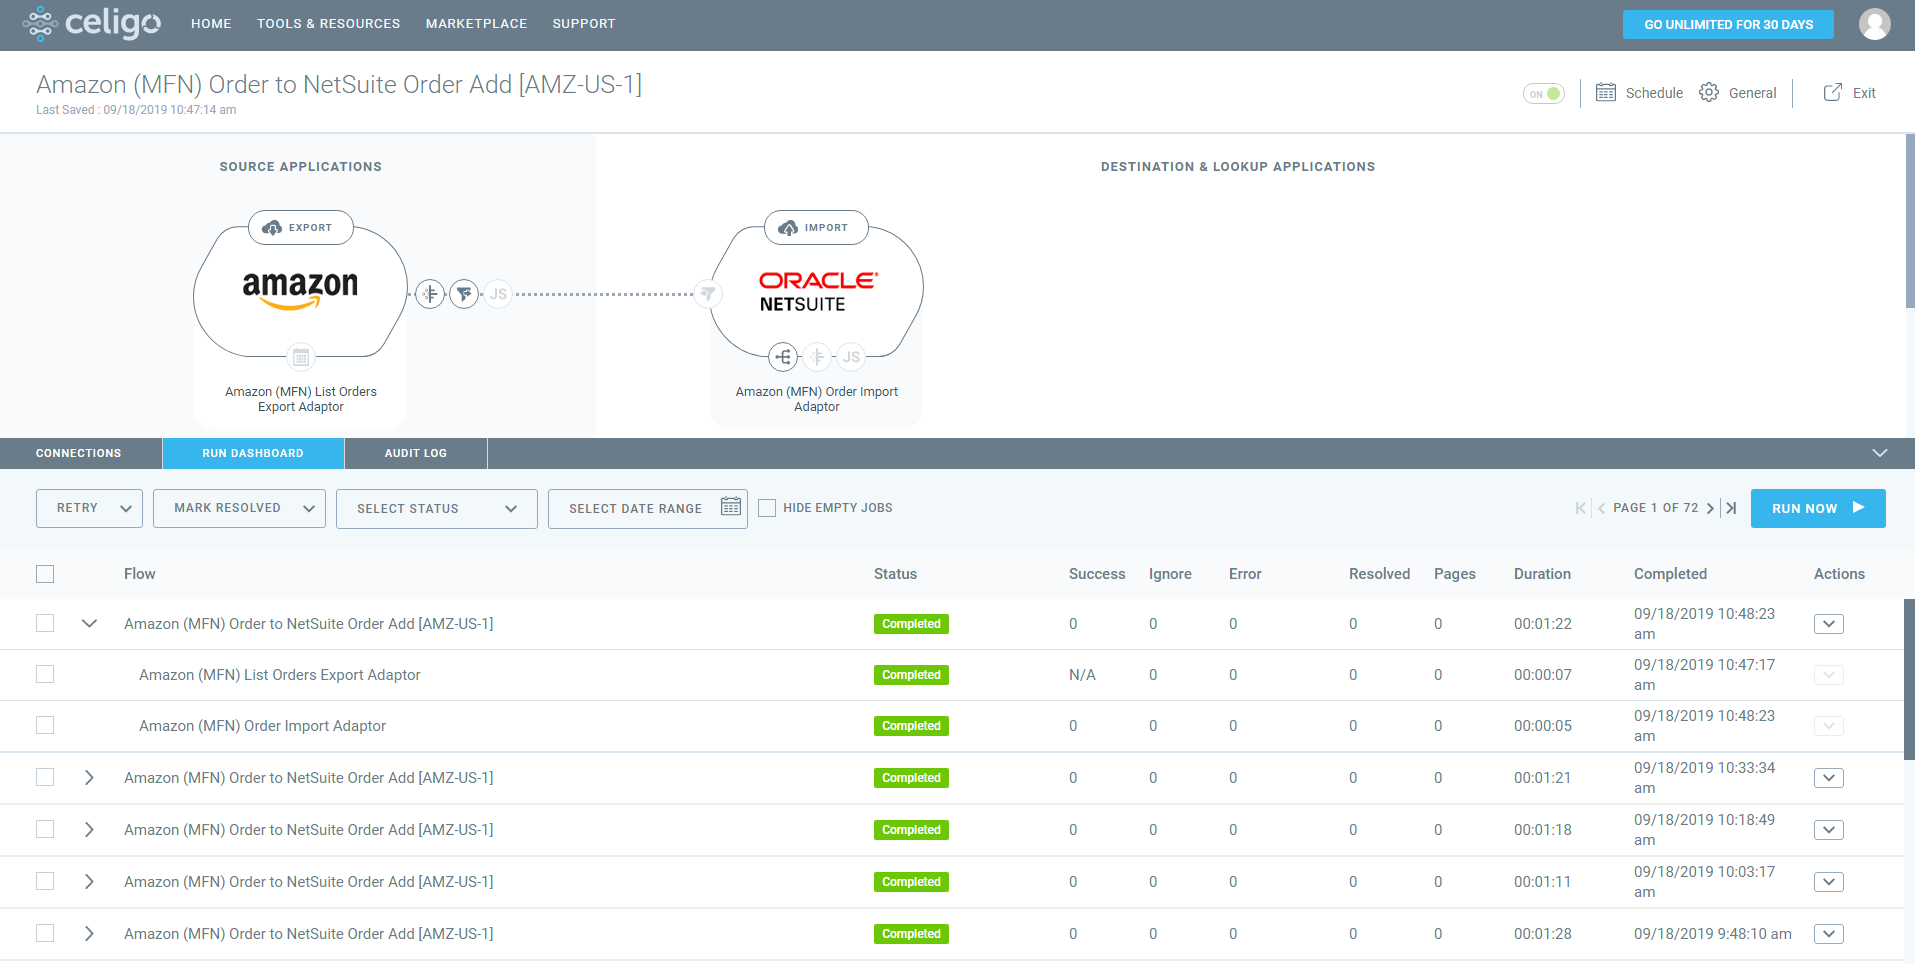 celigo HOME TOOLS & RESOURCES MARKETPLACE SUPPORT GO UNLIMITED FOR 30 DAYS
Amazon (MFN) Order to NetSuite Order Add [AMZ-US-1]
Last Saved : 09/18/2019 10:47:14 am
ON Schedule General Exit
SOURCE APPLICATIONS DESTINATION & LOOKUP APPLICATIONS
EXPORT IMPORT
amazon ORACLE
NETSUITE
JS
JS
Amazon (MFN) List Orders
Export Adaptor
Amazon (MFN) Order Import
Adaptor
CONNECTIONS RUN DASHBOARD AUDIT LOG
RETRY MARK RESOLVED SELECT STATUS SELECT DATE RANGE HIDE EMPTY JOBS PAGE 1 OF 72 RUN NOW
Flow Status Success Ignore Error Resolved Pages Duration Completed Actions
Amazon (MFN) Order to NetSuite Order Add [AMZ-US-1] Completed 0 0 0 0 0 00:01:22 09/18/2019 10:48:23
am
Amazon (MFN) List Orders Export Adaptor Completed N/A 0 0 0 0 00:00:07 09/18/2019 10:47:17
am
Amazon (MFN) Order Import Adaptor Completed 0 0 0 0 0 00:00:05 09/18/2019 10:48:23
am
Amazon (MFN) Order to NetSuite Order Add [AMZ-US-1] Completed 0 0 0 0 0 00:01:21 09/18/2019 10:33:34
am
Amazon (MFN) Order to NetSuite Order Add [AMZ-US-1] Completed 0 0 0 0 0 00:01:18 09/18/2019 10:18:49
am
Amazon (MFN) Order to NetSuite Order Add [AMZ-US-1] Completed 0 0 0 0 0 00:01:11 09/18/2019 10:03:17
am
Amazon (MFN) Order to NetSuite Order Add [AMZ-US-1] Completed 0 0 0 0 0 00:01:28 09/18/2019 9:48:10 am